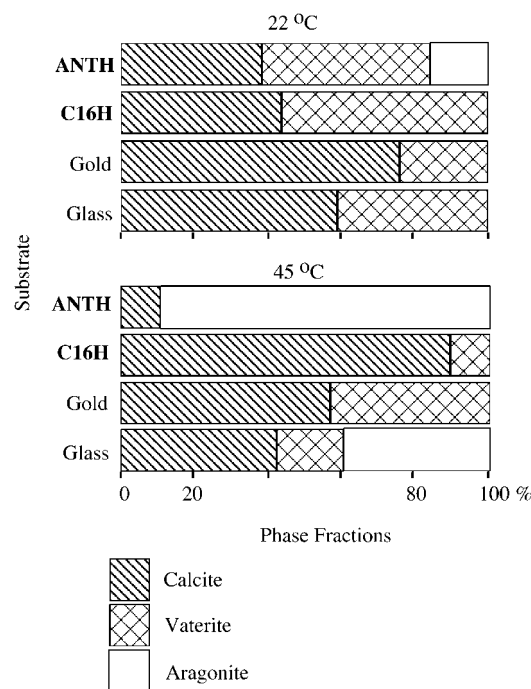 22 °C
ANTH
C16H
Gold
Glass
Substrate
45 °C
ANTH
C16H
Gold
Glass
0 20 80 100 %
Phase Fractions
Calcite
Vaterite
Aragonite